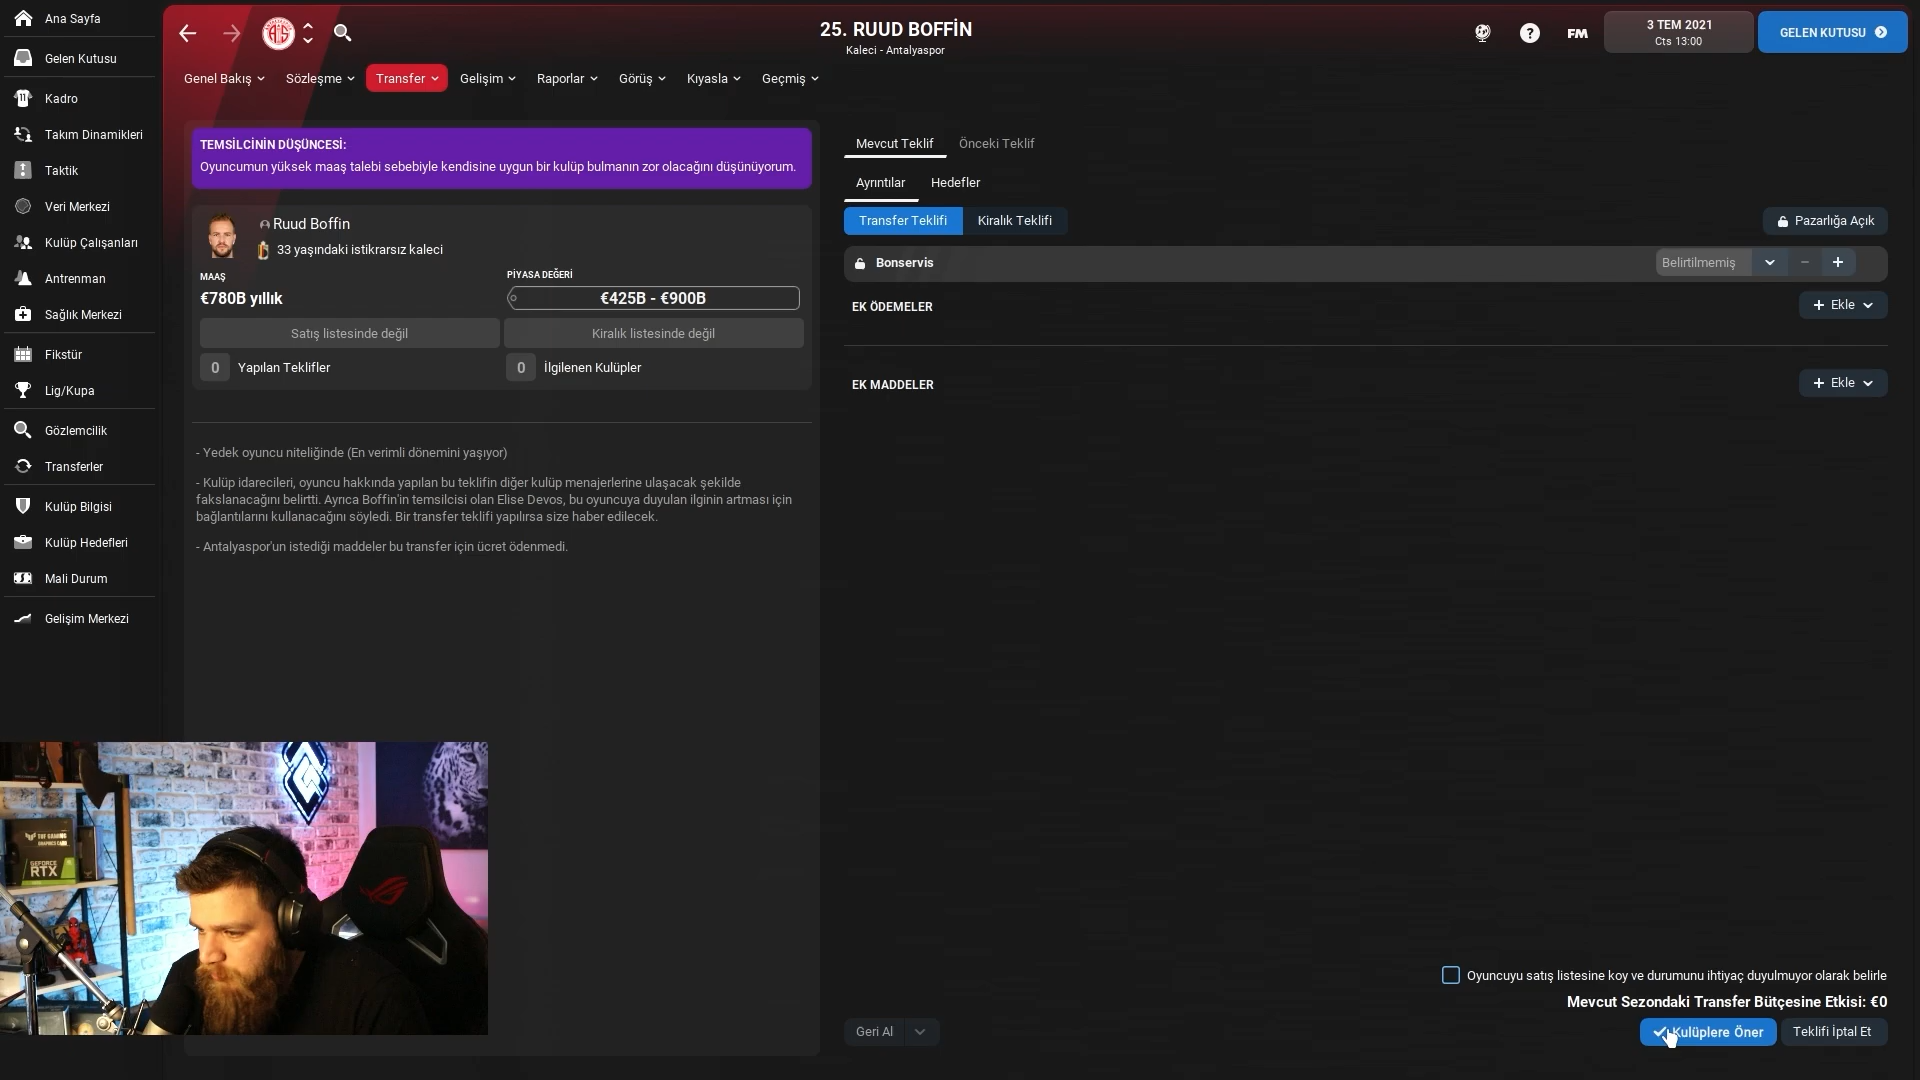 Ana Sayfa
Gelen Kutusu
Kadro
Takım Dinamikleri
Taktik
Veri Merkezi
Kulüp Çalışanları
Antrenman
Sağlık Merkezi
Fikstür
Lig/Kupa
Gözlemcilik
Transferler
Kulüp Bilgisi
Kulüp Hedefleri
Mali Durum
Gelişim Merkezi
25. RUUD BOFFİN
Kaleci - Antalyaspor
FM
3 TEM 2021
Cts 13:00
GELEN KUTUSU
Genel Bakış
Sözleşme
Transfer
Gelişim
Raporlar
Görüş
Kıyasla
Geçmiş
TEMSİLCİNİN DÜŞÜNCESİ:
Oyuncumun yüksek maaş talebi sebebiyle kendisine uygun bir kulüp bulmanın zor olacağını düşünüyorum.
Ruud Boffin
33 yaşındaki istikrarsız kaleci
MAAŞ
€780B yıllık
PİYASA DEĞERİ
€425B - €900B
Satış listesinde değil
Kiralık listesinde değil
0 Yapılan Teklifler
0 İlgilenen Kulüpler
- Yedek oyuncu niteliğinde (En verimli dönemini yaşıyor)
- Kulüp idarecileri, oyuncu hakkında yapılan bu teklifin diğer kulüp menajerlerine ulaşacak şekilde
fakslanacağını belirtti. Ayrıca Boffin'in temsilcisi olan Elise Devos, bu oyuncuya duyulan ilginin artması için
bağlantılarını kullanacağını söyledi. Bir transfer teklifi yapılırsa size haber edilecek.
- Antalyaspor'un istediği maddeler bu transfer için ücret ödenmedi.
Mevcut Teklif
Önceki Teklif
Ayrıntılar
Hedefler
Transfer Teklifi
Kiralık Teklifi
Pazarlığa Açık
Bonservis
Belirtilmemiş
EK ÖDEMELER
+ Ekle
EK MADDELER
+ Ekle
Oyuncuyu satış listesine koy ve durumunu ihtiyaç duyulmuyor olarak belirle
Mevcut Sezondaki Transfer Bütçesine Etkisi: €0
Geri Al
Kulüplere Öner
Teklifi İptal Et
TUF GAMING
GEFORCE
RTX